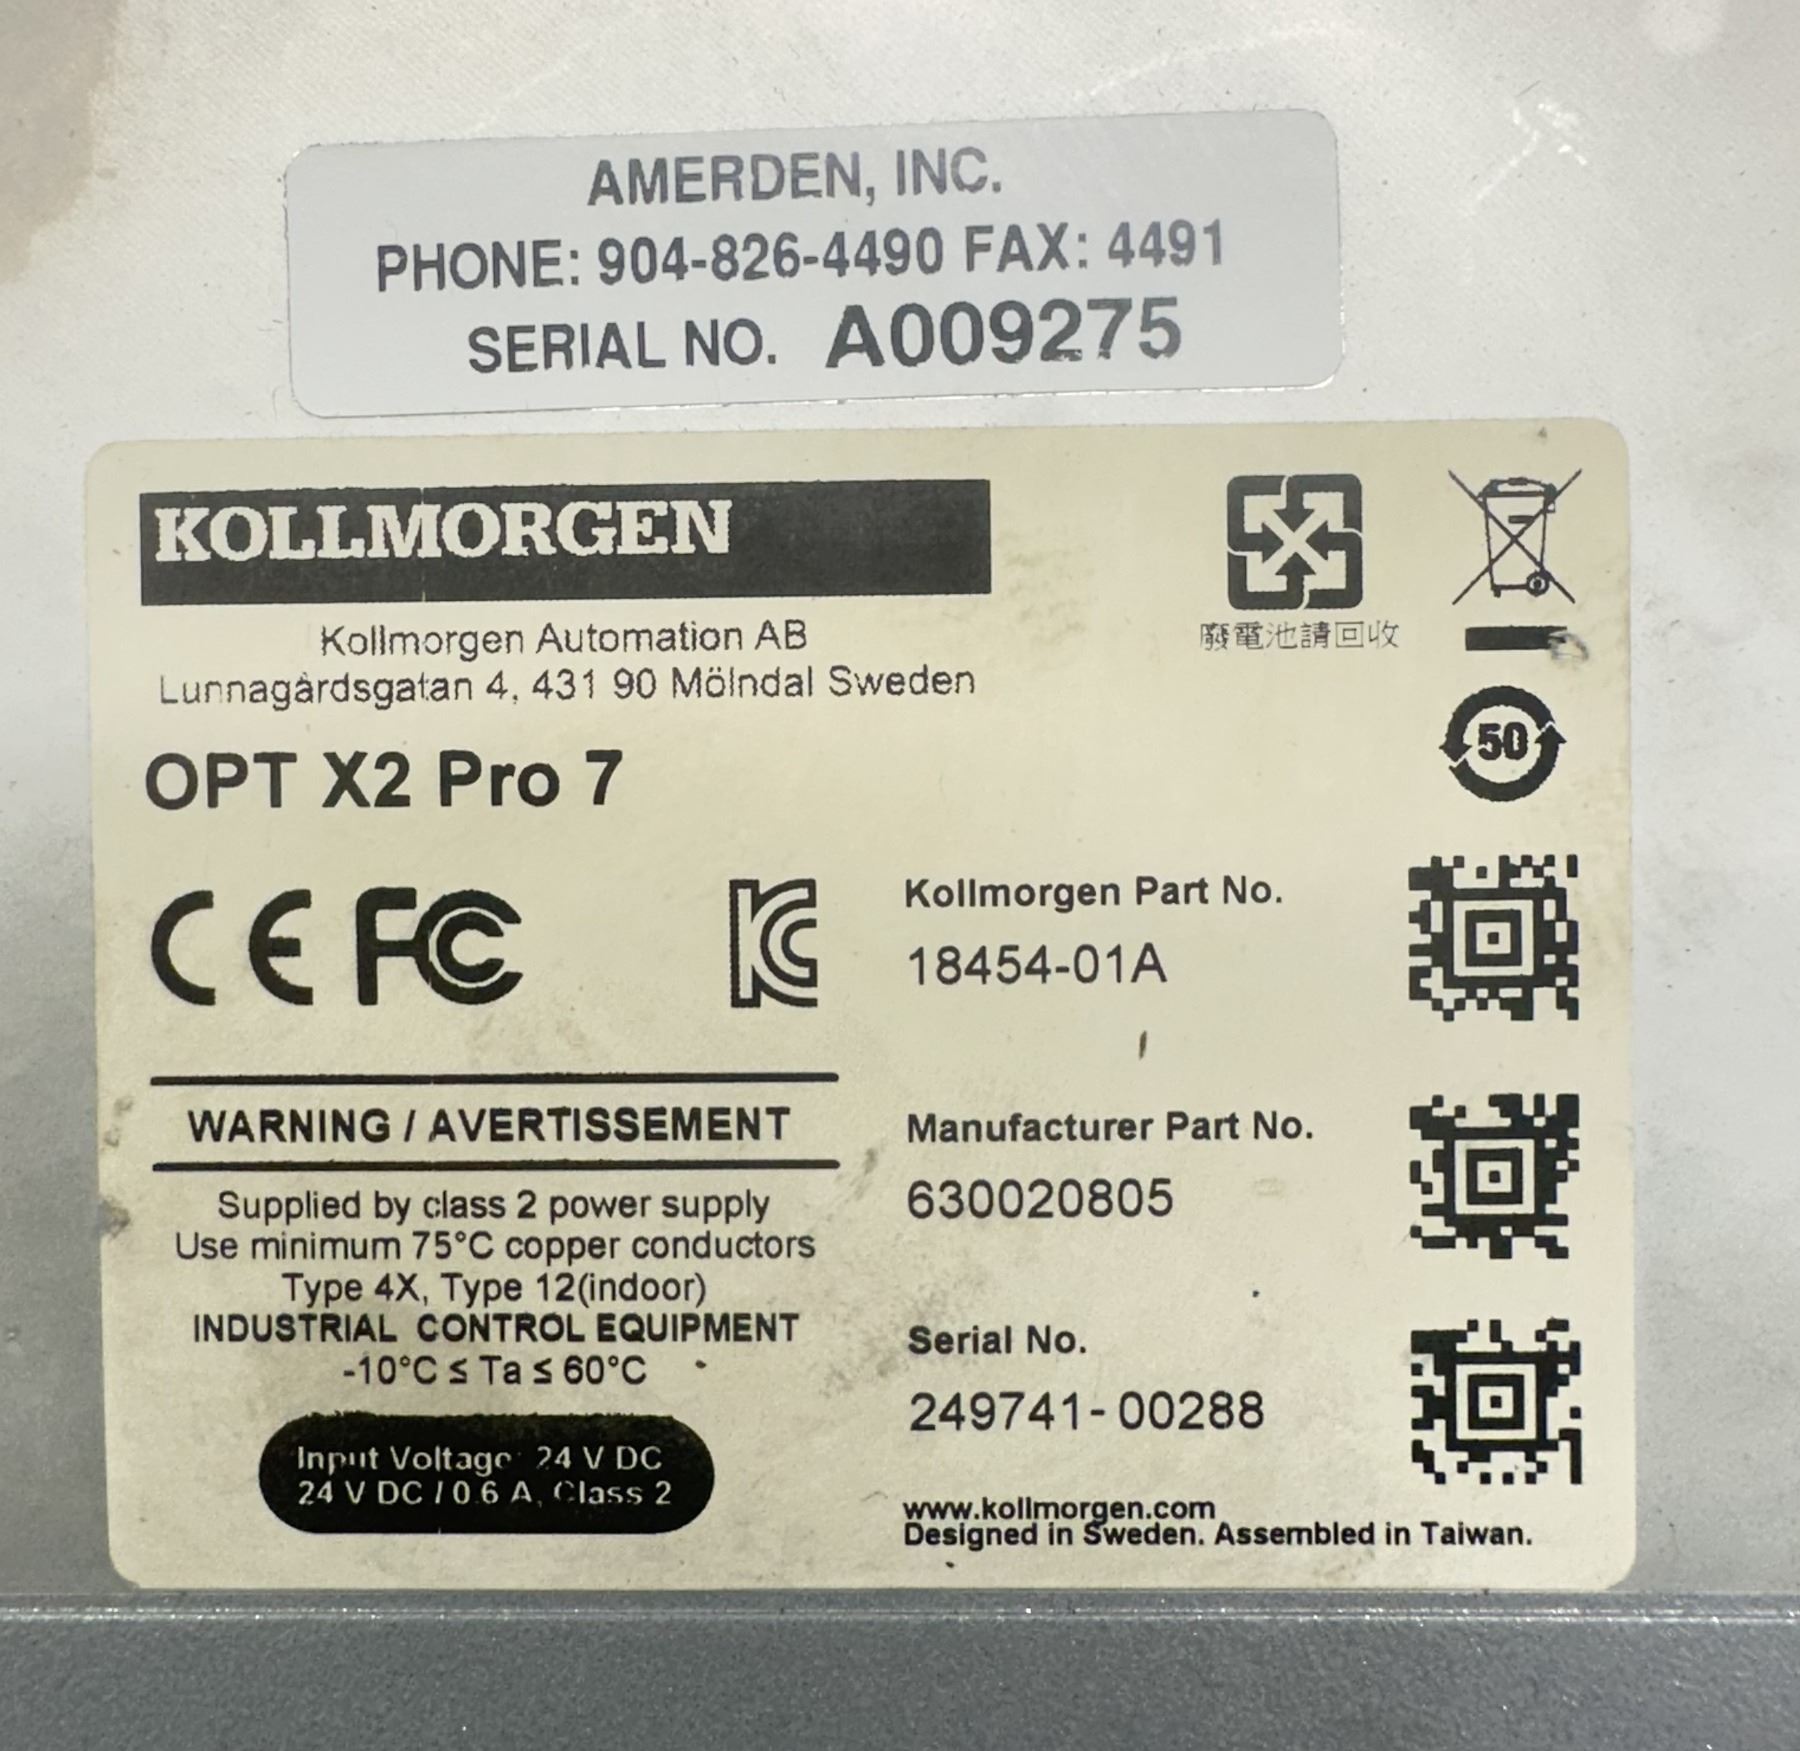 AMERDEN, INC.
PHONE: 904-826-4490 FAX: 4491
SERIAL NO. A009275
KOLLMORGEN
Kollmorgen Automation AB
Lunnagårdsgatan 4, 431 90 Mölndal Sweden
廢電池請回收
OPT X2 Pro 7
50
CE FC KC
WARNING / AVERTISSEMENT
Supplied by class 2 power supply
Use minimum 75°C copper conductors
Type 4X, Type 12(indoor)
INDUSTRIAL CONTROL EQUIPMENT
-10°C ≤ Ta ≤ 60°C
Input Voltage: 24 V DC
24 V DC / 0.6 A, Class 2
Kollmorgen Part No.
18454-01A
Manufacturer Part No.
630020805
Serial No.
249741-00288
www.kollmorgen.com
Designed in Sweden. Assembled in Taiwan.